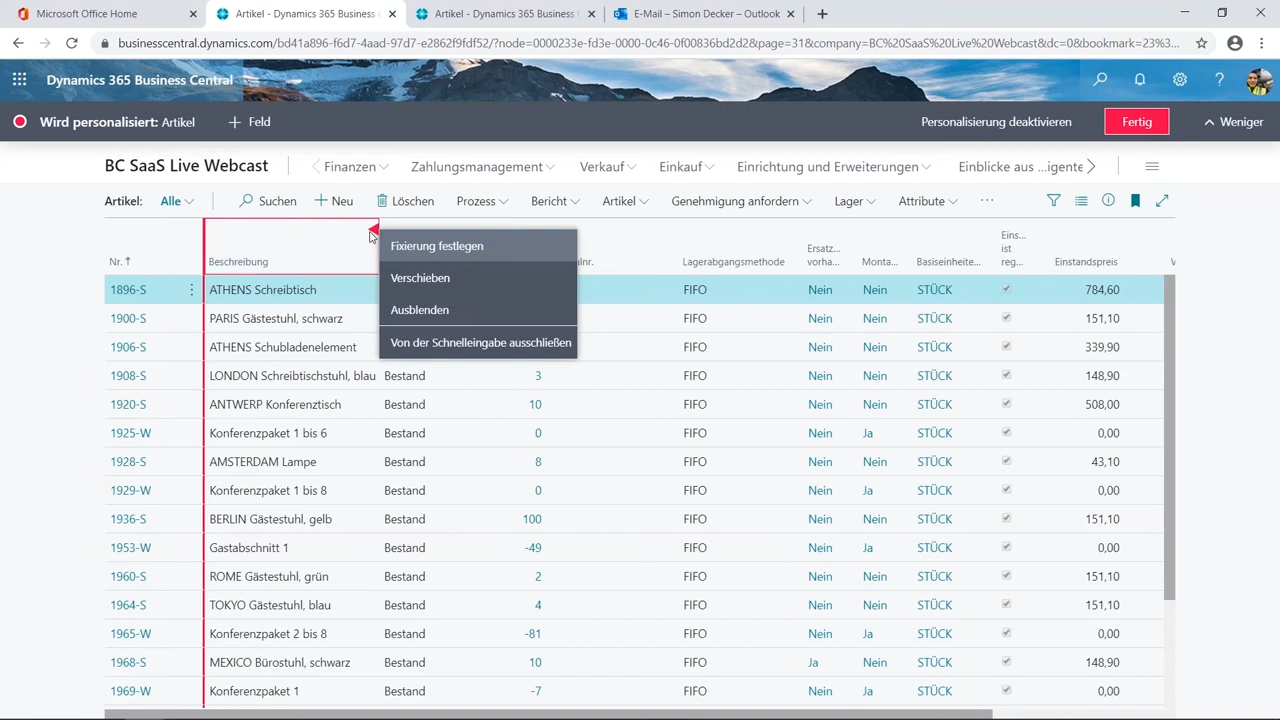 Microsoft Office Home
Artikel - Dynamics 365 Business C
Artikel - Dynamics 365 Business C
E-Mail – Simon Decker – Outlook
businesscentral.dynamics.com/bd41a896-f6d7-4aad-97d7-e2862f9fdf52/?node=0000233e-fd3e-0000-0c46-0f00836bd2d2&page=31&company=BC%20SaaS%20Live%20Webcast&dc=0&bookmark=23%3...
Dynamics 365 Business Central
Wird personalisiert: Artikel
+ Feld
Personalisierung deaktivieren
Fertig
Weniger
BC SaaS Live Webcast
Finanzen
Zahlungsmanagement
Verkauf
Einkauf
Einrichtung und Erweiterungen
Einblicke aus ...igente
Artikel:
Alle
Suchen
+ Neu
Löschen
Prozess
Bericht
Artikel
Genehmigung anfordern
Lager
Attribute
...
Nr. ↑
Beschreibung
alnr.
Lagerabgangsmethode
Ersatz... vorha...
Monta...
Basiseinheite...
Eins... ist reg...
Einstandspreis
Fixierung festlegen
Verschieben
Ausblenden
Von der Schnelleingabe ausschließen
1896-S ATHENS Schreibtisch FIFO Nein Nein STÜCK 784,60
1900-S PARIS Gästestuhl, schwarz FIFO Nein Nein STÜCK 151,10
1906-S ATHENS Schubladenelement FIFO Nein Nein STÜCK 339,90
1908-S LONDON Schreibtischstuhl, blau Bestand 3 FIFO Nein Nein STÜCK 148,90
1920-S ANTWERP Konferenztisch Bestand 10 FIFO Nein Nein STÜCK 508,00
1925-W Konferenzpaket 1 bis 6 Bestand 0 FIFO Nein Ja STÜCK 0,00
1928-S AMSTERDAM Lampe Bestand 8 FIFO Nein Nein STÜCK 43,10
1929-W Konferenzpaket 1 bis 8 Bestand 0 FIFO Nein Ja STÜCK 0,00
1936-S BERLIN Gästestuhl, gelb Bestand 100 FIFO Nein Nein STÜCK 151,10
1953-W Gastabschnitt 1 Bestand -49 FIFO Nein Ja STÜCK 0,00
1960-S ROME Gästestuhl, grün Bestand 2 FIFO Nein Nein STÜCK 151,10
1964-S TOKYO Gästestuhl, blau Bestand 4 FIFO Nein Nein STÜCK 151,10
1965-W Konferenzpaket 2 bis 8 Bestand -81 FIFO Nein Ja STÜCK 0,00
1968-S MEXICO Bürostuhl, schwarz Bestand 10 FIFO Ja Nein STÜCK 148,90
1969-W Konferenzpaket 1 Bestand -7 FIFO Nein Ja STÜCK 0,00